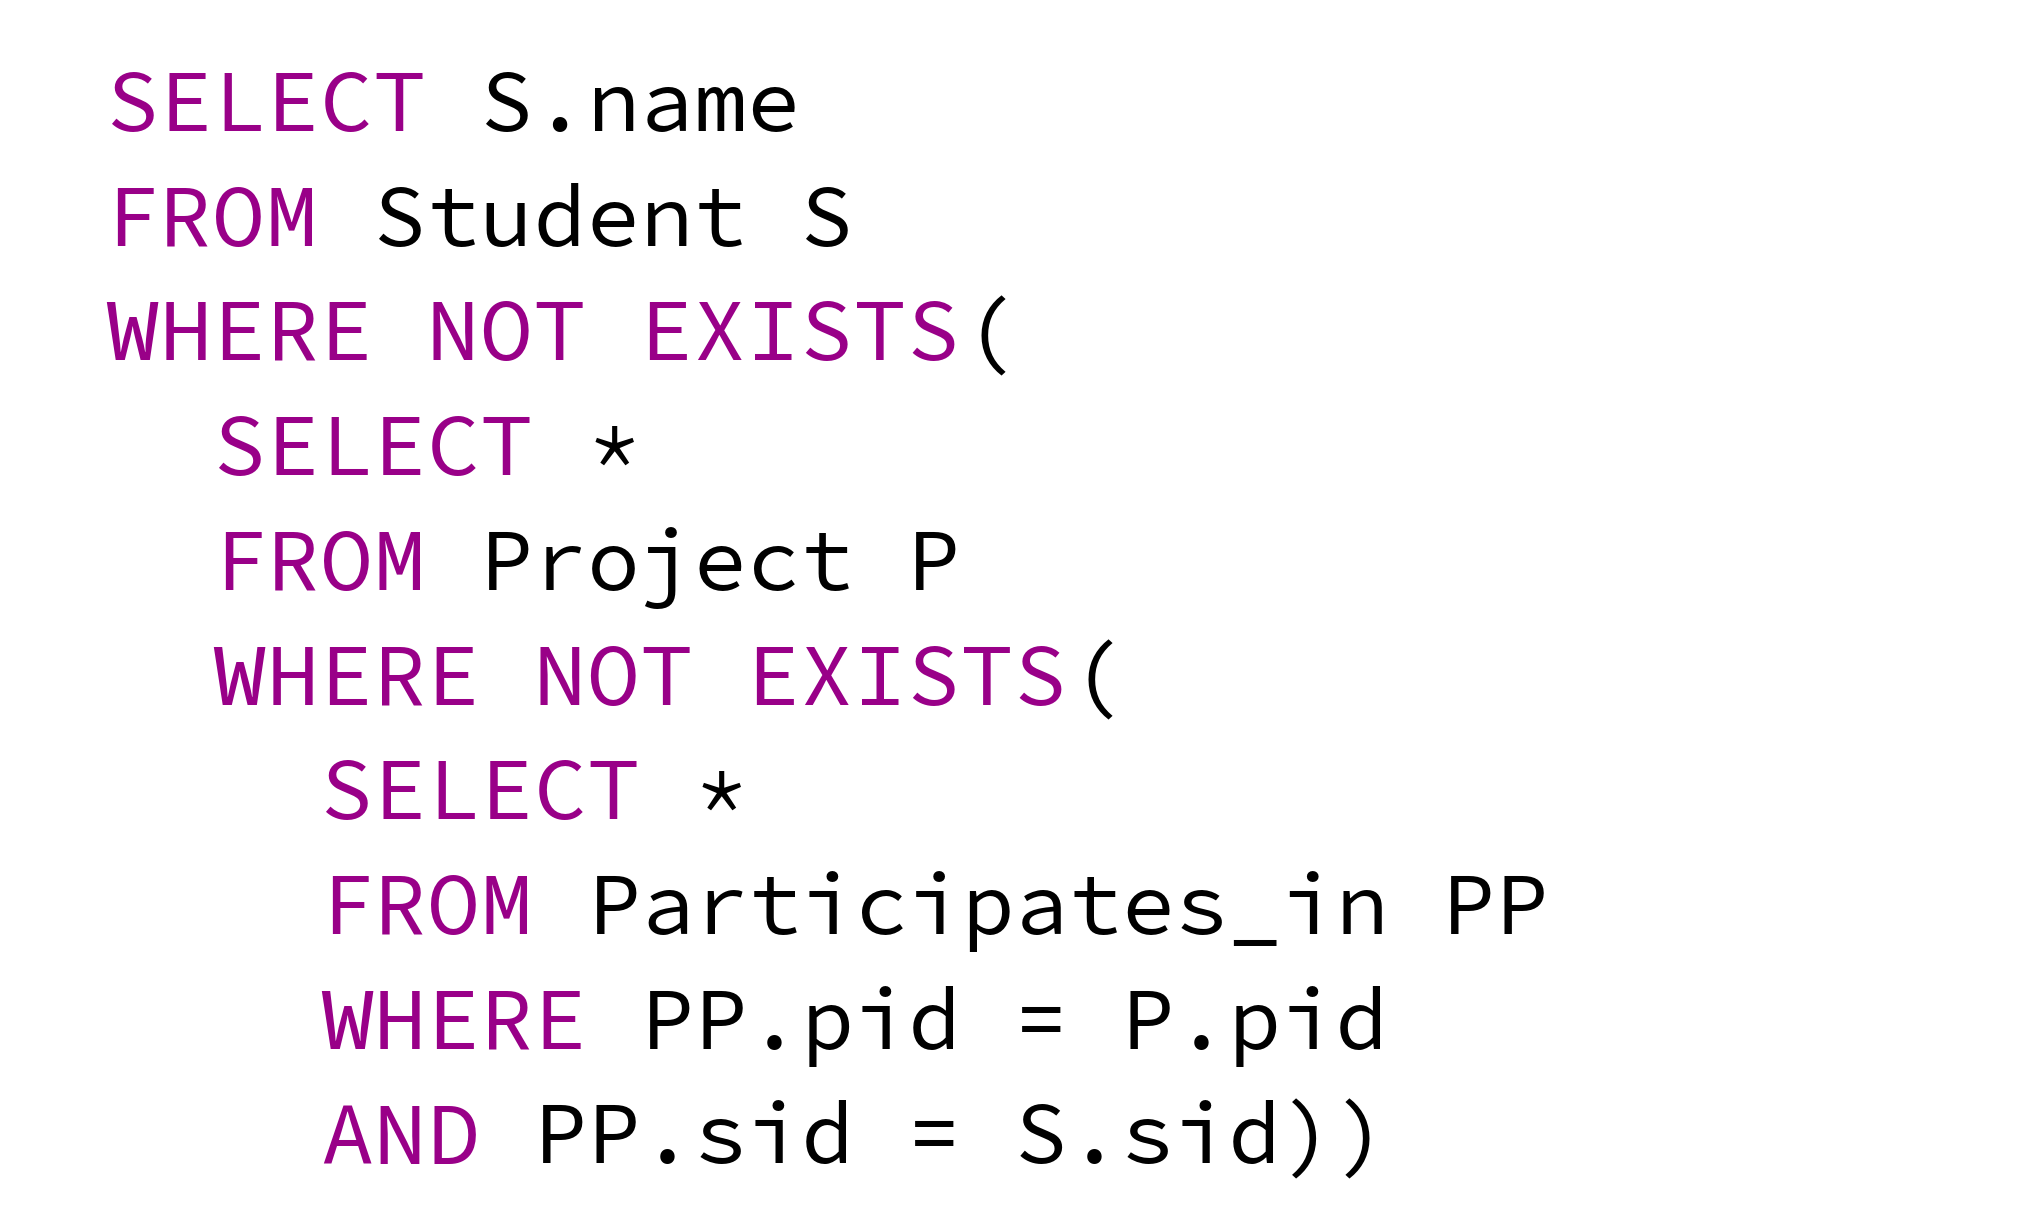 SELECT S.name
FROM Student S
WHERE NOT EXISTS(
SELECT *
FROM Project P
WHERE NOT EXISTS(
SELECT *
FROM Participates_in PP
WHERE PP.pid = P.pid
AND PP.sid = S.sid))